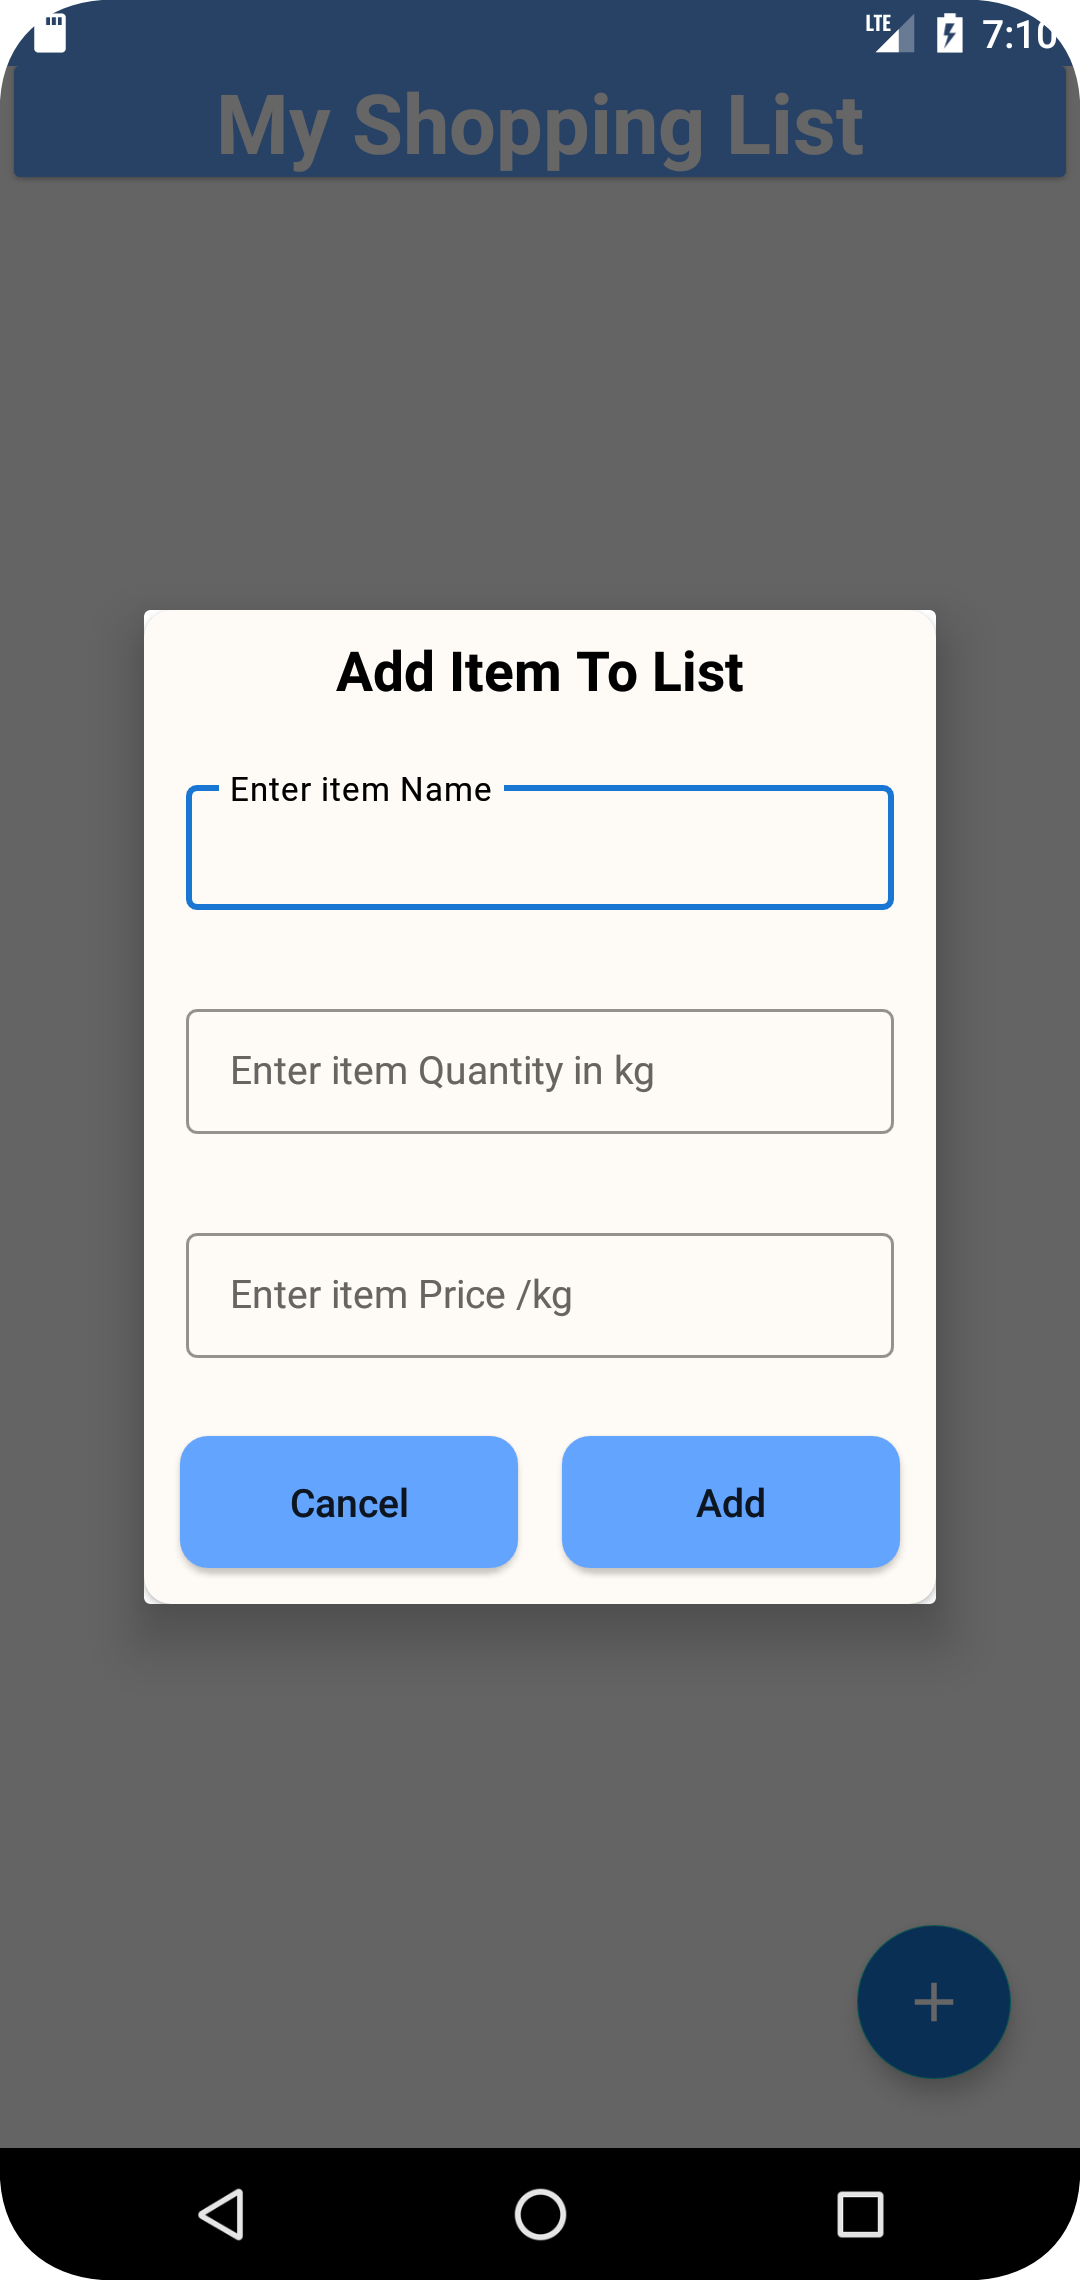 LTE 7:10
My Shopping List
Add Item To List
Enter item Name
Enter item Quantity in kg
Enter item Price /kg
Cancel Add